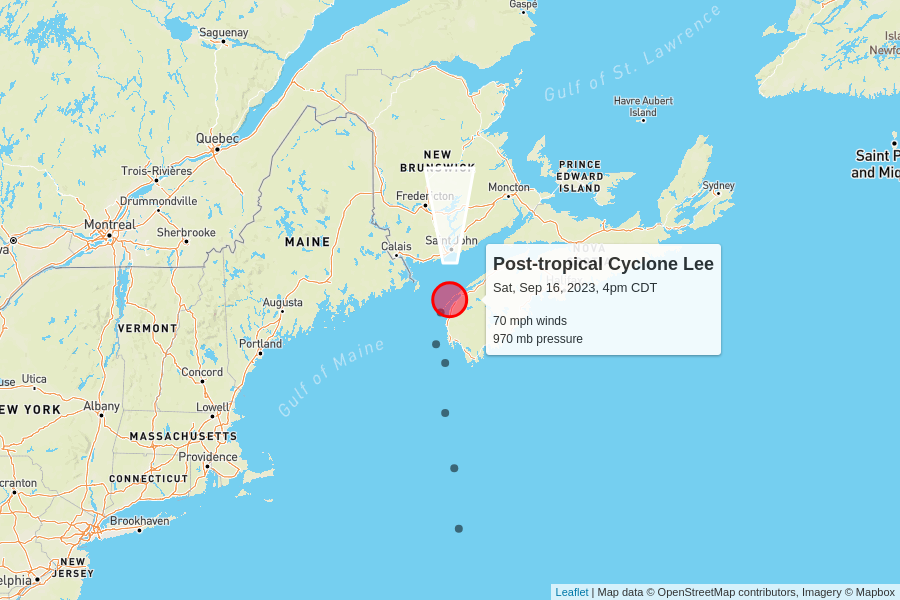 Gaspé
Saguenay
Gulf of St. Lawrence
Havre Aubert
Island
Quebec
NEW
BRUNSWICK
Trois-Rivières
PRINCE
EDWARD
ISLAND
Saint P
and Miq
Drummondville
Fredericton
Moncton
Sydney
Montreal
Sherbrooke
MAINE
Calais
Saint John
NOVA
Post-tropical Cyclone Lee
Sat, Sep 16, 2023, 4pm CDT
70 mph winds
970 mb pressure
Augusta
VERMONT
Portland
Gulf of Maine
Concord
Utica
EW YORK
Albany
Lowell
MASSACHUSETTS
Providence
CONNECTICUT
cranton
Brookhaven
NEW
JERSEY
elphia
Leaflet | Map data © OpenStreetMap contributors, Imagery © Mapbox